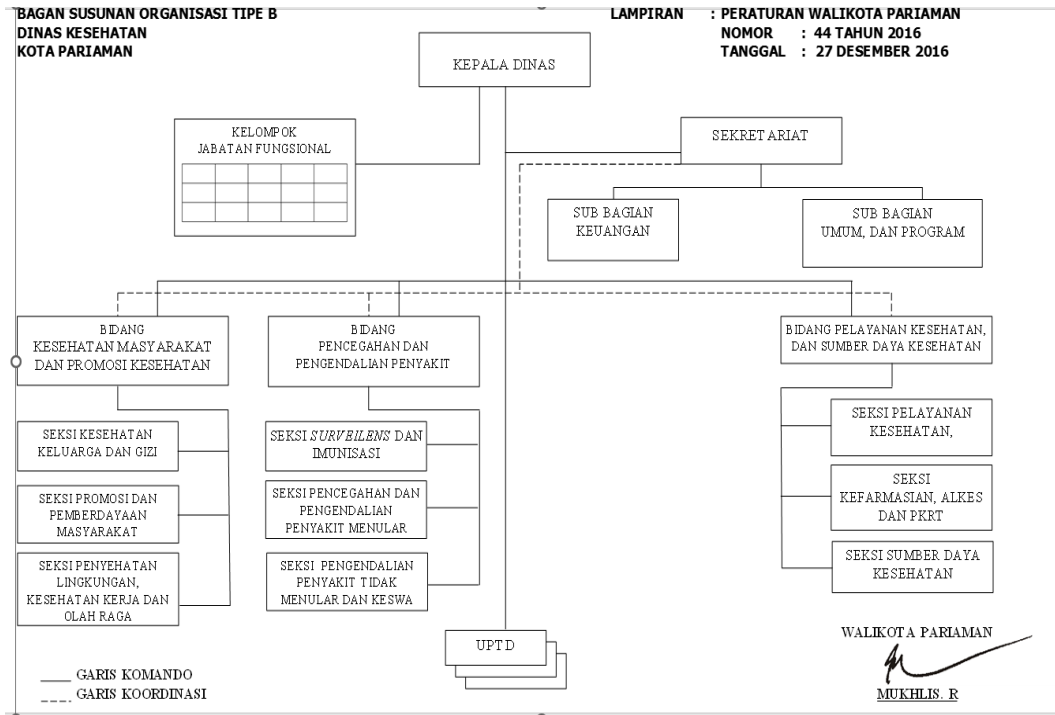 BAGAN SUSUNAN ORGANISASI TIPE B
DINAS KESEHATAN
KOTA PARIAMAN
LAMPIRAN : PERATURAN WALIKOTA PARIAMAN
NOMOR : 44 TAHUN 2016
TANGGAL : 27 DESEMBER 2016
KEPALA DINAS
KELOMPOK
JABATAN FUNGSIONAL
SEKRETARIAT
SUB BAGIAN
KEUANGAN
SUB BAGIAN
UMUM, DAN PROGRAM
BIDANG
KESEHATAN MASYARAKAT
DAN PROMOSI KESEHATAN
BIDANG
PENCEGAHAN DAN
PENGENDALIAN PENYAKIT
BIDANG PELAYANAN KESEHATAN,
DAN SUMBER DAYA KESEHATAN
SEKSI KESEHATAN
KELUARGA DAN GIZI
SEKSI PROMOSI DAN
PEMBERDAYAAN
MASYARAKAT
SEKSI PENYEHATAN
LINGKUNGAN,
KESEHATAN KERJA DAN
OLAH RAGA
SEKSI SURVEILENS DAN
IMUNISASI
SEKSI PENCEGAHAN DAN
PENGENDALIAN
PENYAKIT MENULAR
SEKSI PENGENDALIAN
PENYAKIT TIDAK
MENULAR DAN KESWA
SEKSI PELAYANAN
KESEHATAN,
SEKSI
KEFARMASIAN, ALKES
DAN PKRT
SEKSI SUMBER DAYA
KESEHATAN
UPTD
GARIS KOMANDO
GARIS KOORDINASI
WALIKOTA PARIAMAN
MUKHLIS. R